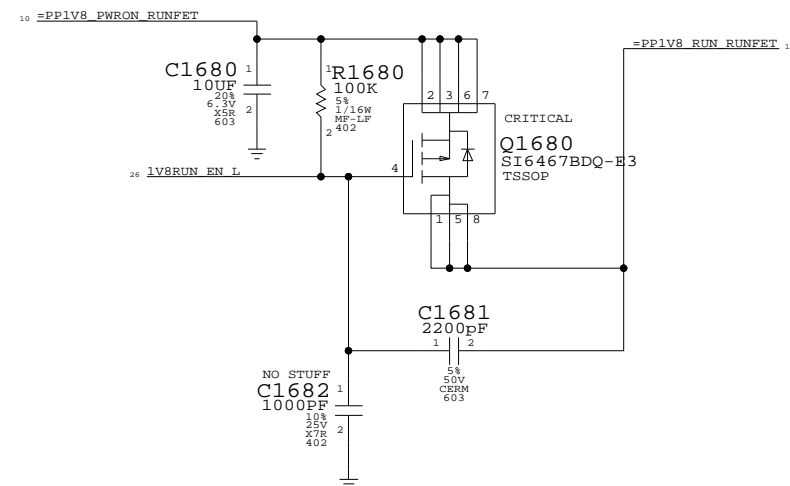 10 =PP1V8_PWRON_RUNFET
=PP1V8_RUN_RUNFET 1
C1680
10UF
20%
6.3V
X5R
603
1
2
R1680
100K
5%
1/16W
MF-LF
402
1
2
2 3 6 7
CRITICAL
Q1680
SI6467BDQ-E3
TSSOP
4
26 1V8RUN_EN_L
1 5 8
C1681
2200pF
1 2
5%
50V
CERM
603
NO STUFF
C1682
1000PF
10%
25V
X7R
402
1
2